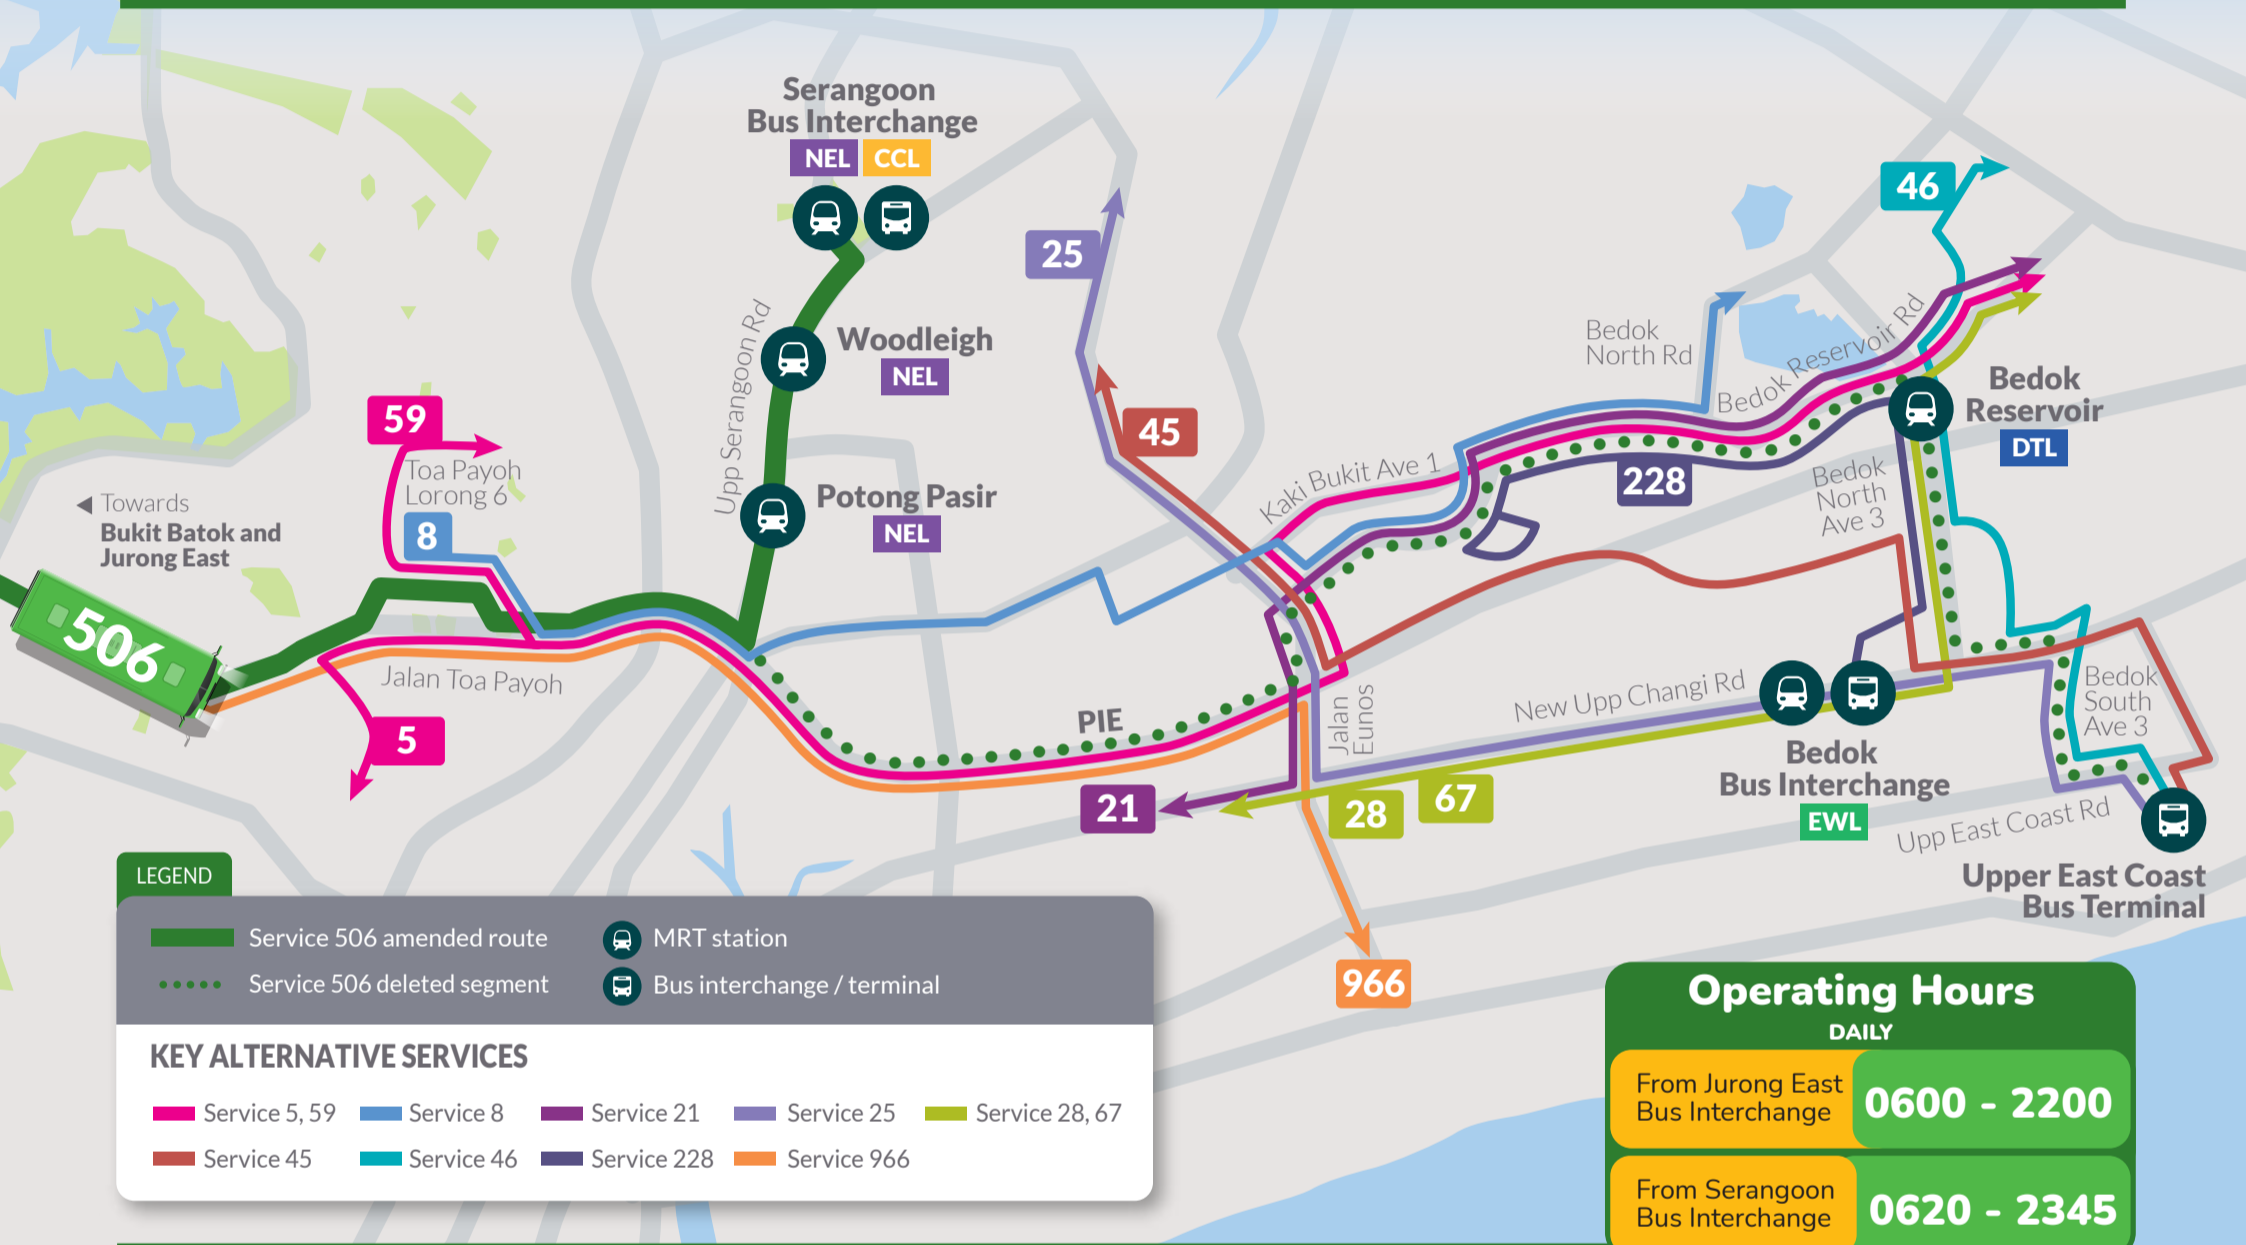 Serangoon
Bus Interchange
NEL CCL
46
25
Upp Serangoon Rd
Woodleigh
NEL
Bedok
North Rd
Bedok Reservoir Rd
Bedok
Reservoir
DTL
59
Toa Payoh
Lorong 6
8
45
Kaki Bukit Ave 1
228
Bedok
North
Ave 3
Potong Pasir
NEL
Towards
Bukit Batok and
Jurong East
506
Jalan Toa Payoh
5
PIE
Jalan
Eunos
New Upp Changi Rd
Bedok
South
Ave 3
21
28
67
Bedok
Bus Interchange
EWL
Upp East Coast Rd
Upper East Coast
Bus Terminal
966
LEGEND
Service 506 amended route
MRT station
Service 506 deleted segment
Bus interchange / terminal
KEY ALTERNATIVE SERVICES
Service 5, 59
Service 8
Service 21
Service 25
Service 28, 67
Service 45
Service 46
Service 228
Service 966
Operating Hours
DAILY
From Jurong East
Bus Interchange
0600 - 2200
From Serangoon
Bus Interchange
0620 - 2345